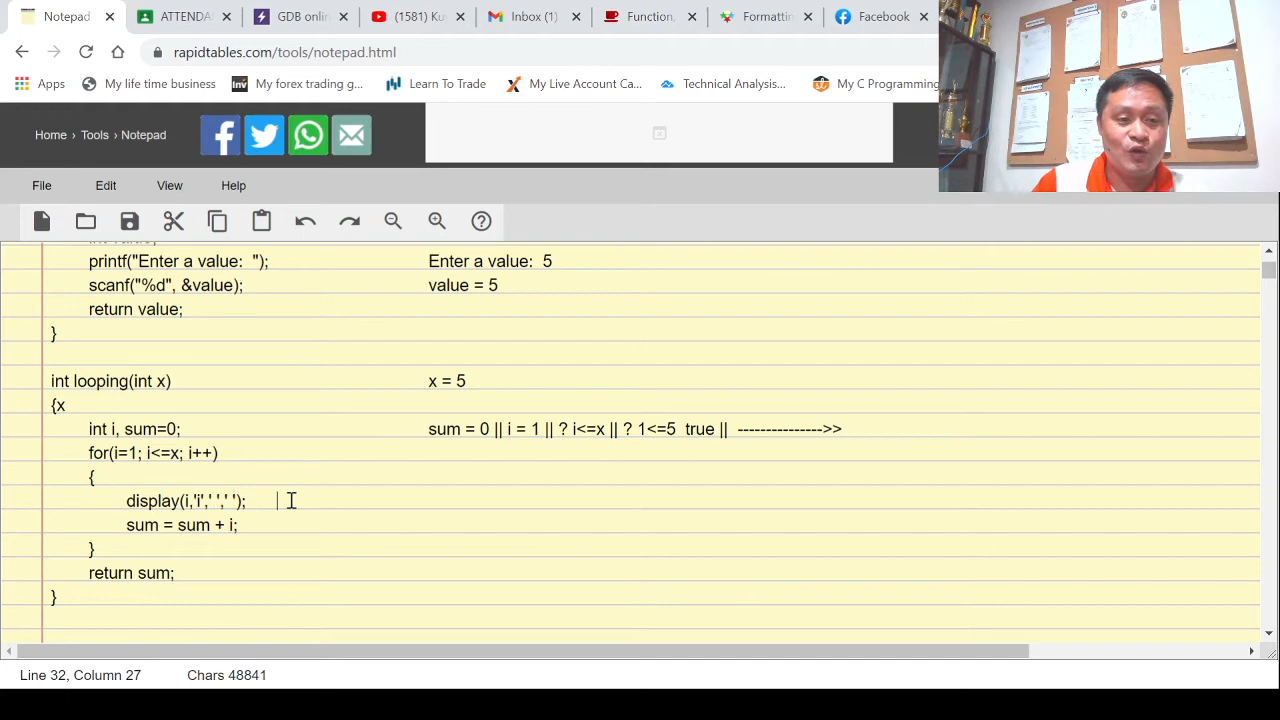 Notepad
ATTENDA
GDB onlin
(1581) Ku
Inbox (1)
Function,
Formattin
Facebook
rapidtables.com/tools/notepad.html
Apps
My life time business
My forex trading g...
Learn To Trade
My Live Account Ca...
Technical Analysis...
My C Programming
Home › Tools › Notepad
File Edit View Help
printf("Enter a value:  "); Enter a value:  5
scanf("%d", &value); value = 5
return value;
}
int looping(int x) x = 5
{x
int i, sum=0; sum = 0 || i = 1 || ? i<=x || ? 1<=5  true ||  --------------->>
for(i=1; i<=x; i++)
{
display(i,'i',' ',' ');
sum = sum + i;
}
return sum;
}
Line 32, Column 27 Chars 48841